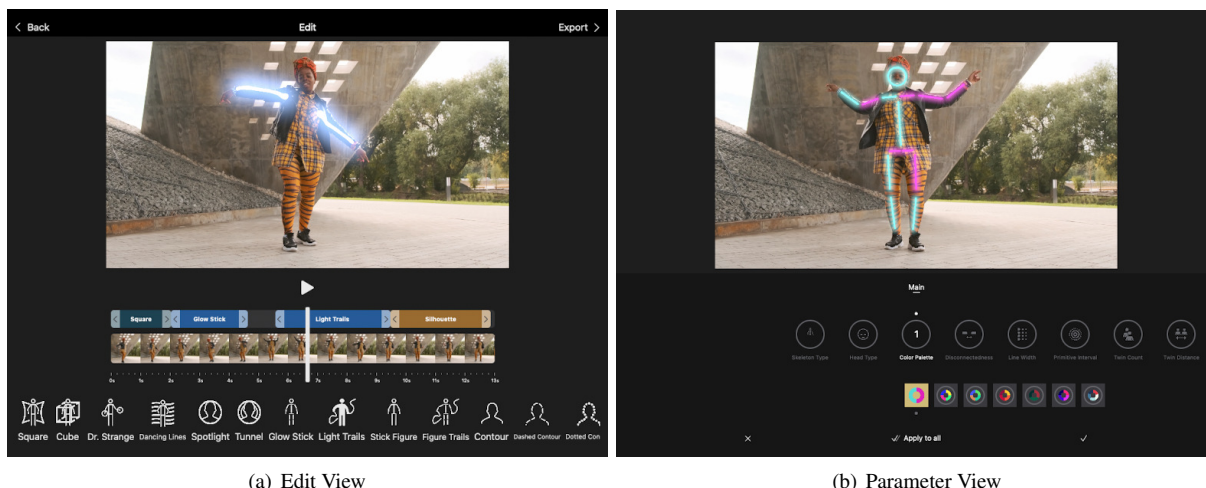 Back Edit Export
Square Glow Stick Light Trails Silhouette
0s 1s 2s 3s 4s 5s 6s 7s 8s 9s 10s 11s 12s 13s
Square Cube Dr. Strange Dancing Lines Spotlight Tunnel Glow Stick Light Trails Stick Figure Figure Trails Contour Dashed Contour Dotted Con
(a) Edit View
Main
1
Skeleton Type Head Type Color Palette Disconnectedness Line Width Primitive Interval Twin Count Twin Distance
Apply to all
(b) Parameter View